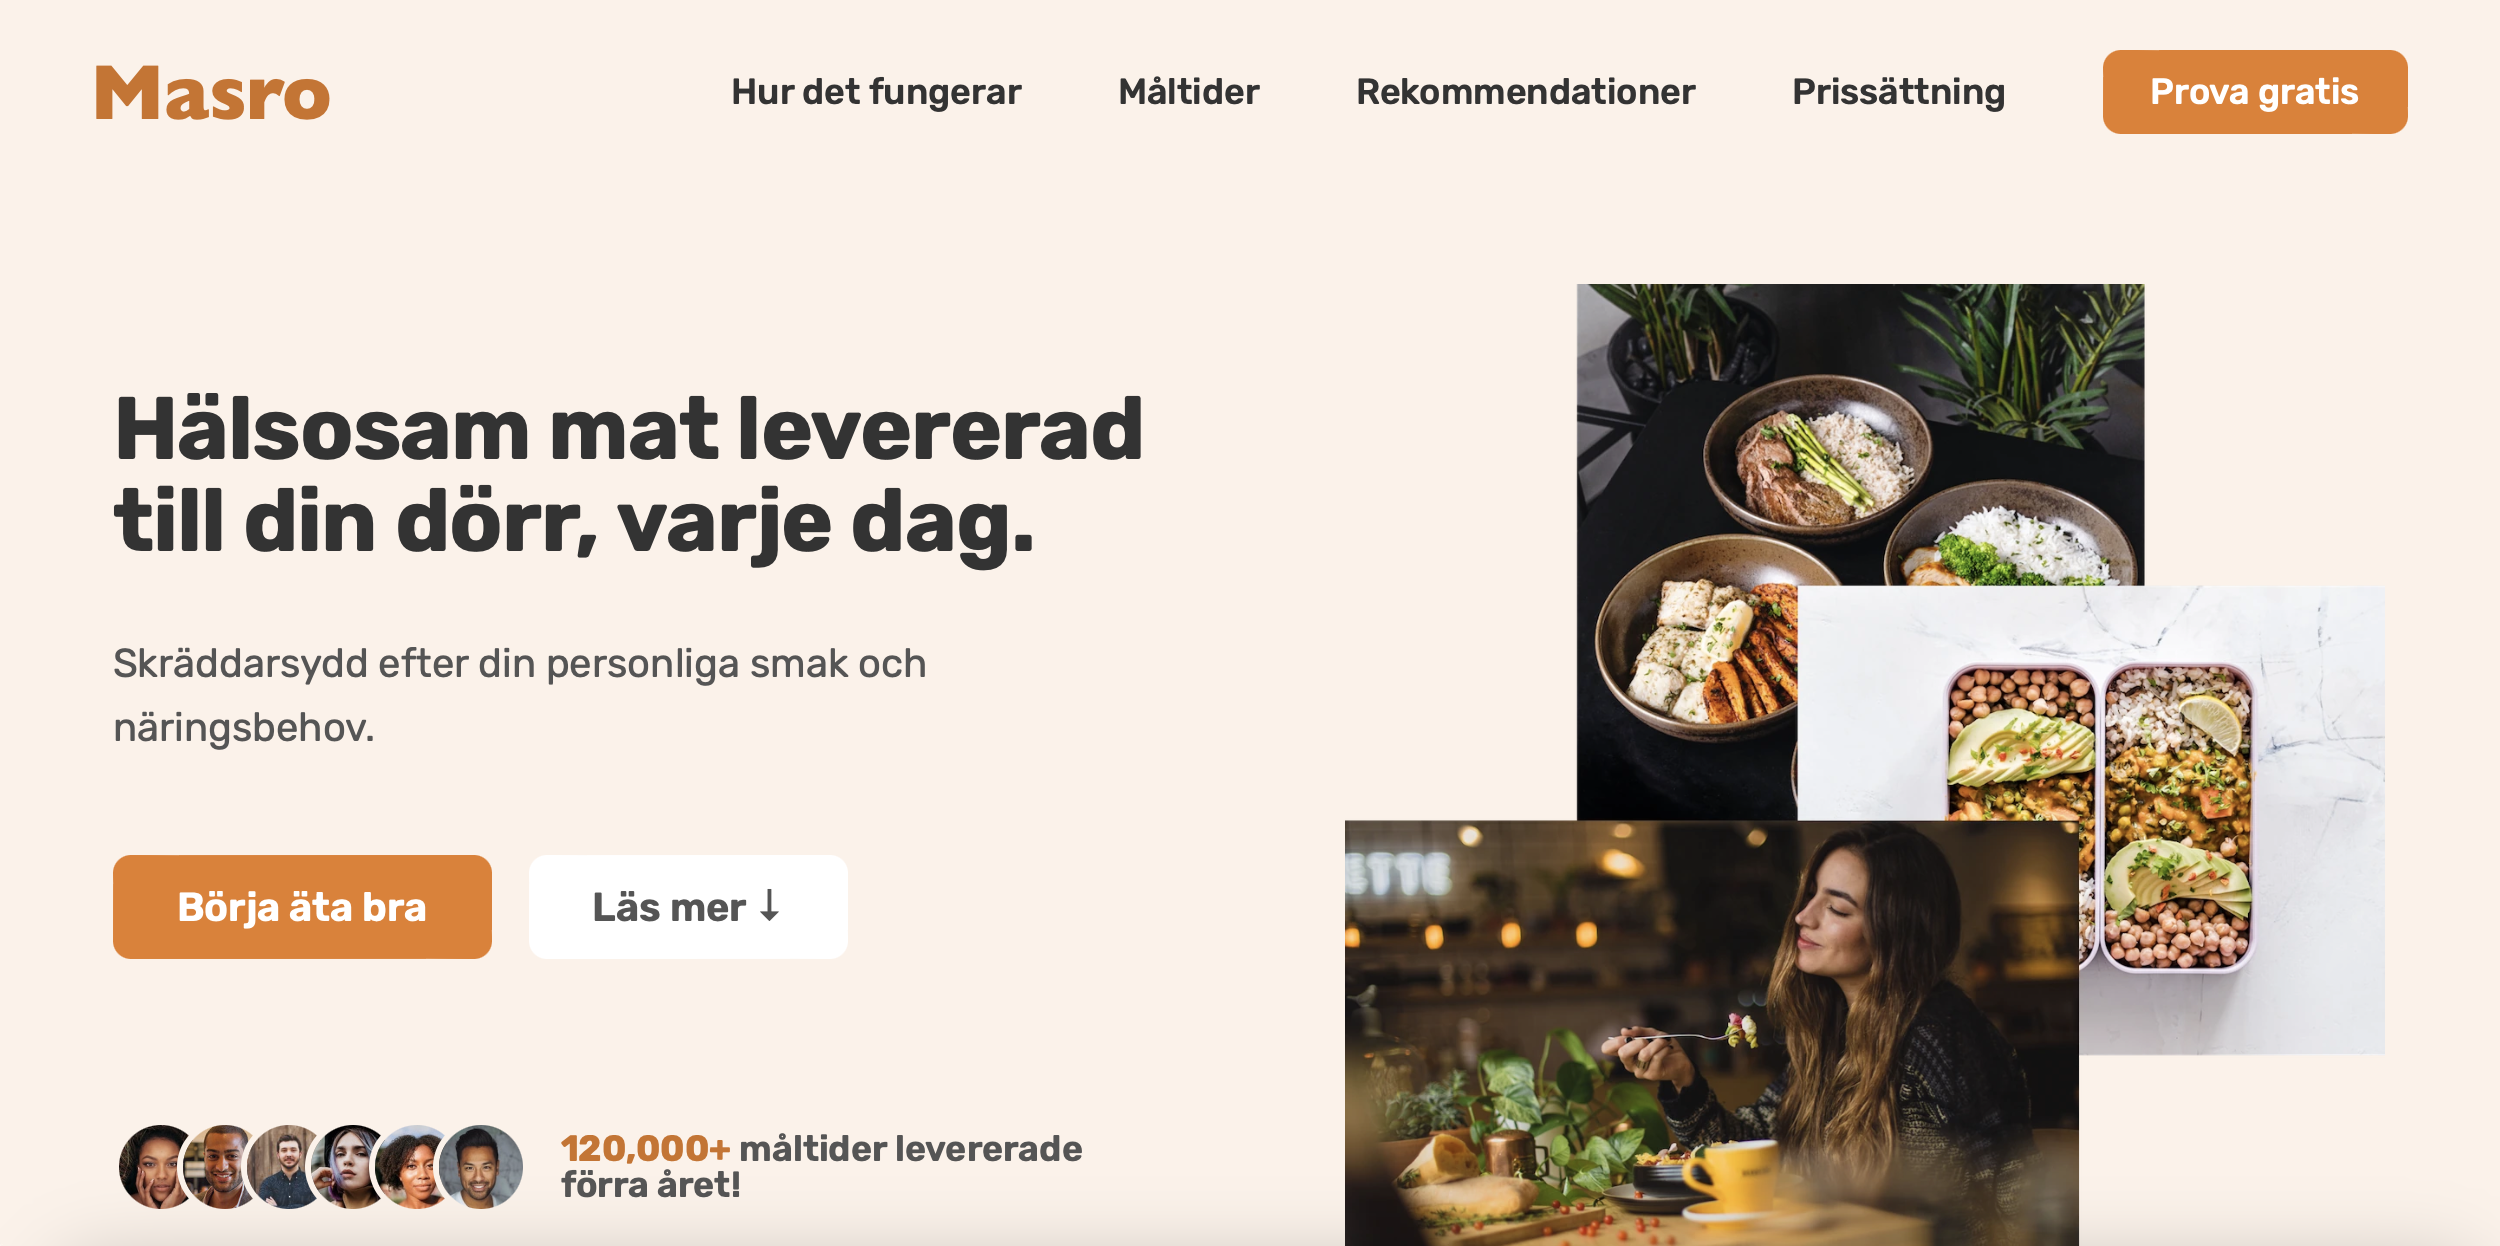 Masro
Hur det fungerar
Måltider
Rekommendationer
Prissättning
Prova gratis
Hälsosam mat levererad
till din dörr, varje dag.
Skräddarsydd efter din personliga smak och
näringsbehov.
Börja äta bra
Läs mer ↓
120,000+ måltider levererade
förra året!
ETTE